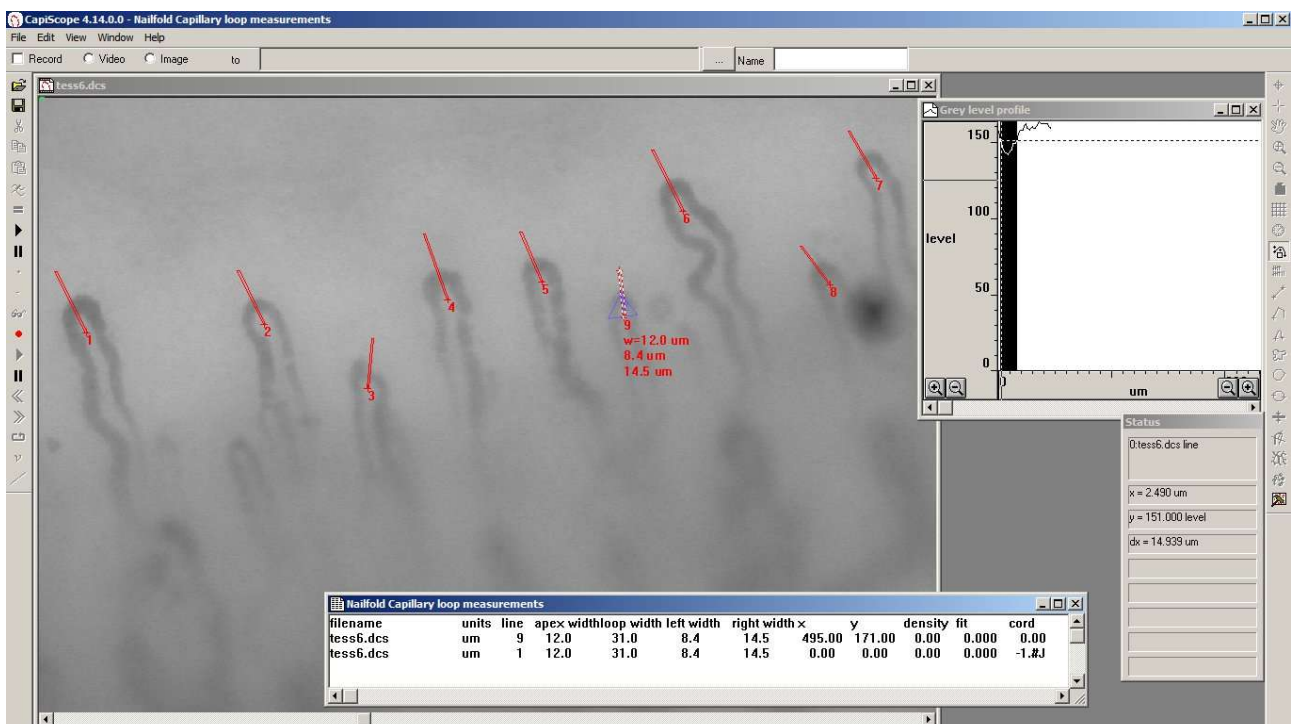 CapiScope 4.14.0.0 - Nailfold Capillary loop measurements
File Edit View Window Help
Record Video Image to ... Name
tess6.dcs
1
2
3
4
5
6
7
8
9
w=12.0 um
8.4 um
14.5 um
Grey level profile
150
100
level
50
0
0
um
Status
0:tess6.dcs line
x = 2.490 um
y = 151.000 level
dx = 14.939 um
Nailfold Capillary loop measurements
filename units line apex width loop width left width right width x y density fit cord
tess6.dcs um 9 12.0 31.0 8.4 14.5 495.00 171.00 0.00 0.000 0.00
tess6.dcs um 1 12.0 31.0 8.4 14.5 0.00 0.00 0.00 0.000 -1.#J